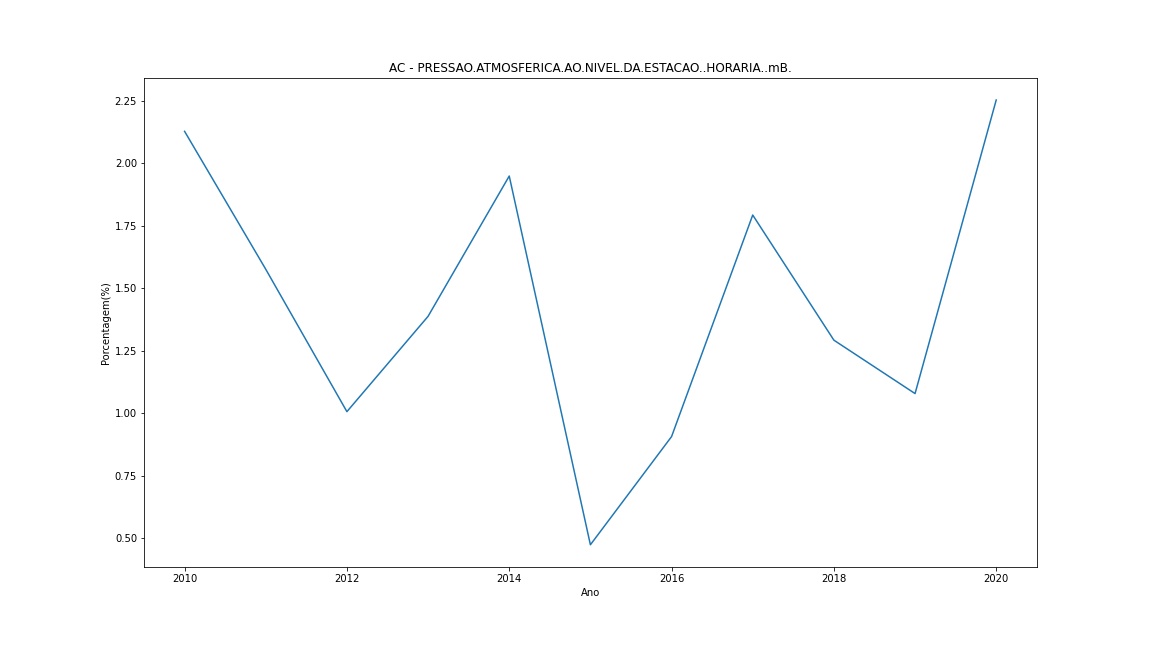 AC - PRESSAO.ATMOSFERICA.AO.NIVEL.DA.ESTACAO..HORARIA..mB.
2.25
2.00
1.75
1.50
1.25
1.00
0.75
0.50
Porcentagem(%)
2010 2012 2014 2016 2018 2020
Ano